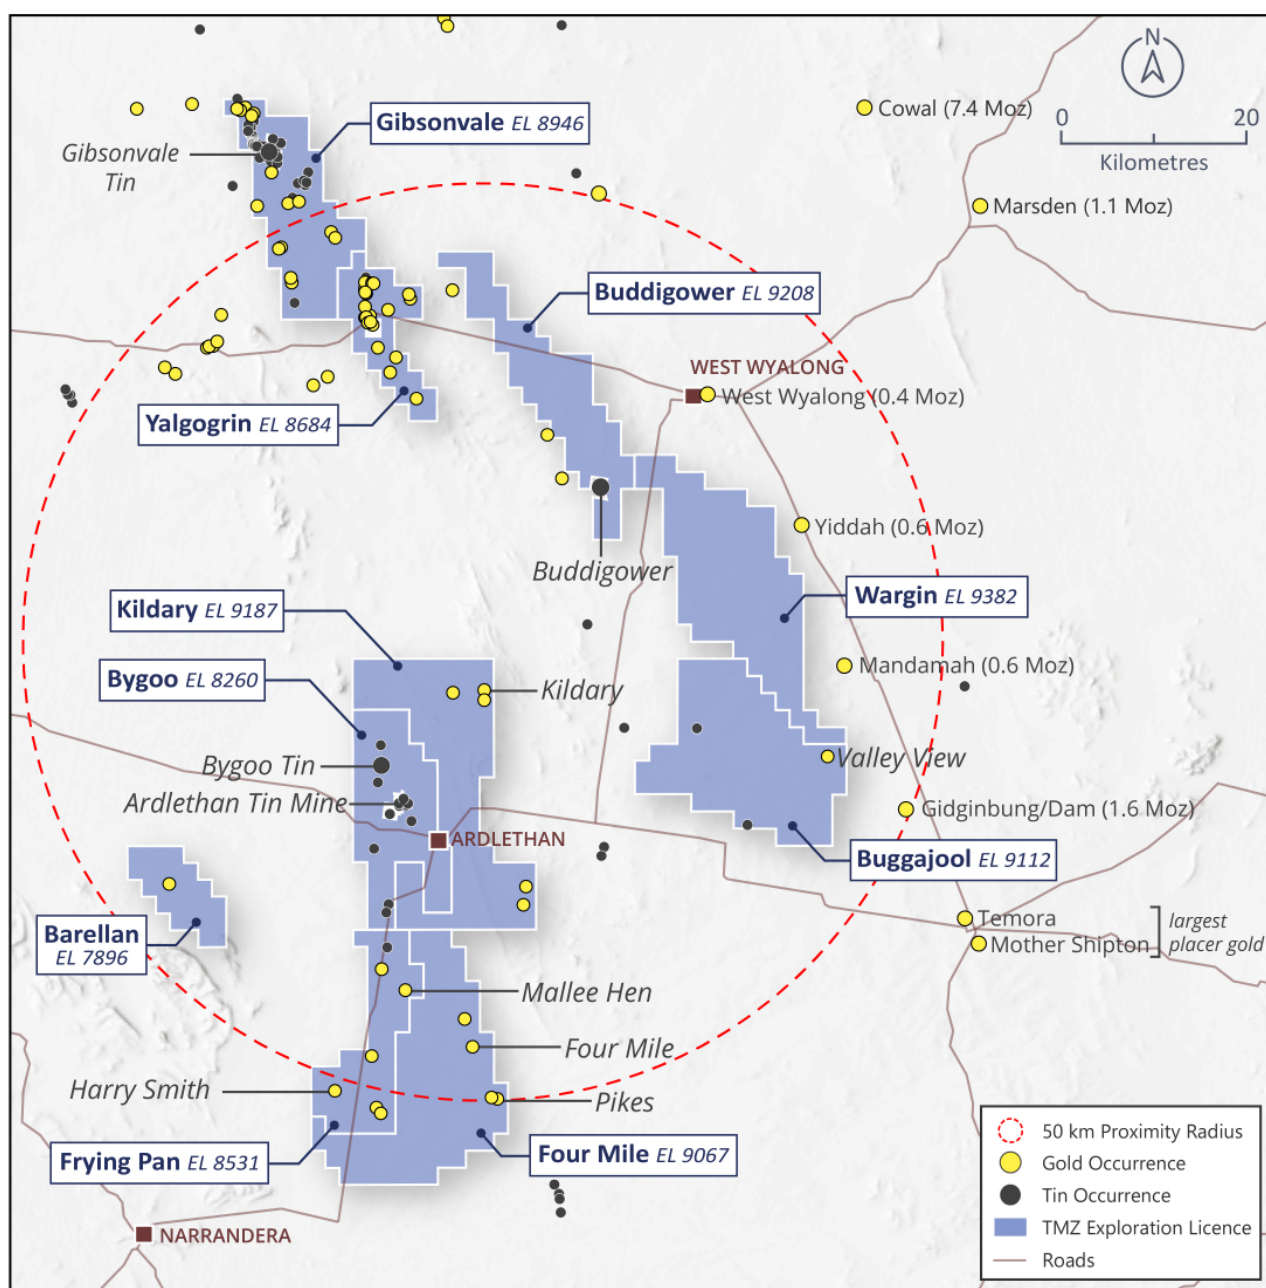 N
Cowal (7.4 Moz)
0 20
Kilometres
Gibsonvale EL 8946
Gibsonvale
Tin
Marsden (1.1 Moz)
Buddigower EL 9208
WEST WYALONG
West Wyalong (0.4 Moz)
Yalgogrin EL 8684
Yiddah (0.6 Moz)
Buddigower
Kildary EL 9187
Wargin EL 9382
Bygoo EL 8260
Kildary
Mandamah (0.6 Moz)
Bygoo Tin
Valley View
Ardlethan Tin Mine
Gidginbung/Dam (1.6 Moz)
ARDLETHAN
Buggajool EL 9112
Barellan
EL 7896
Temora
Mother Shipton
largest
placer gold
Mallee Hen
Four Mile
Harry Smith
Pikes
Frying Pan EL 8531
Four Mile EL 9067
NARRANDERA
50 km Proximity Radius
Gold Occurrence
Tin Occurrence
TMZ Exploration Licence
Roads